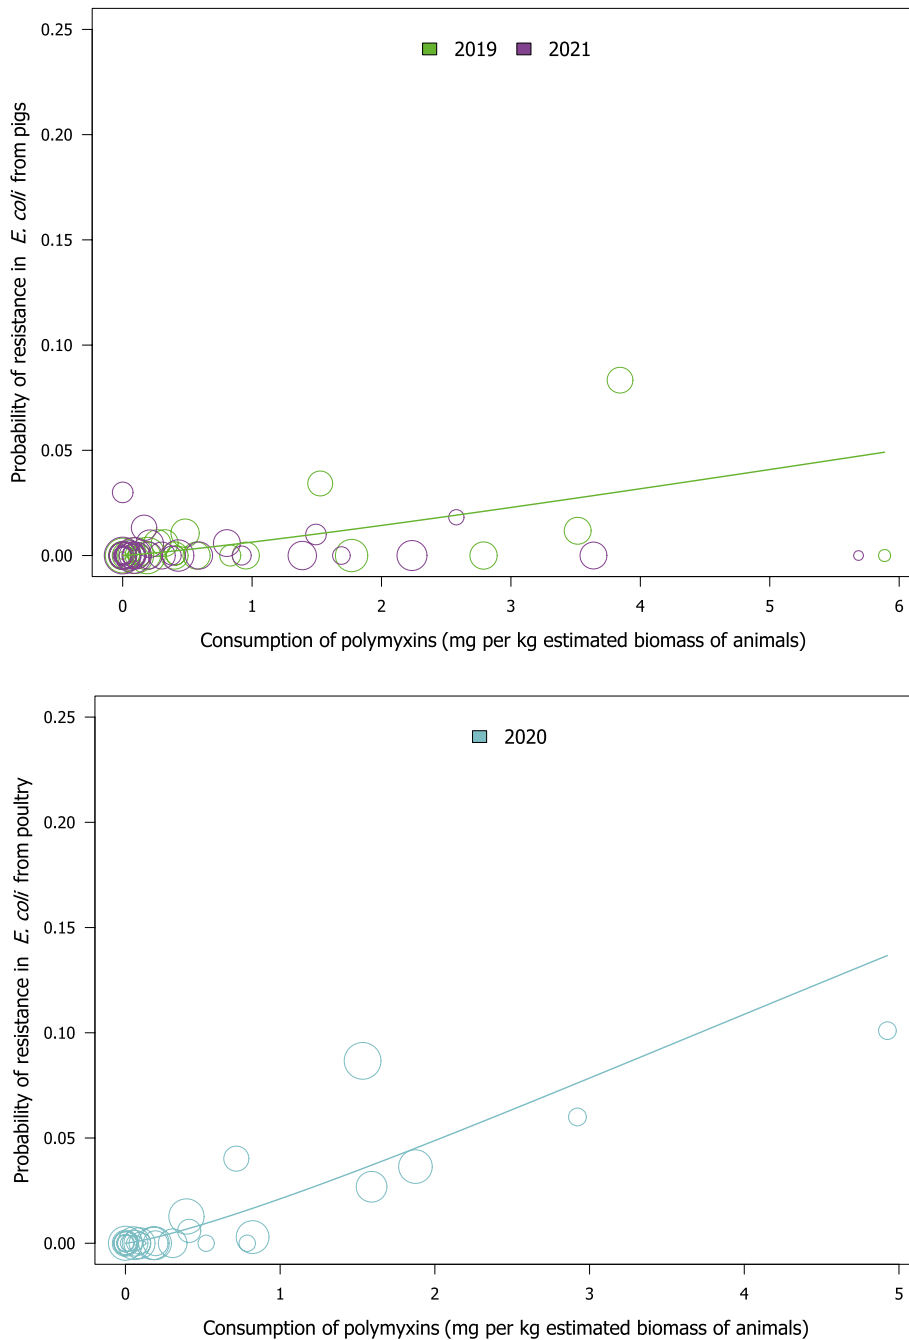 0.25
2019 2021
0.20
0.15
0.10
0.05
0.00
Probability of resistance in E. coli from pigs
0 1 2 3 4 5 6
Consumption of polymyxins (mg per kg estimated biomass of animals)
0.25
2020
0.20
0.15
0.10
0.05
0.00
Probability of resistance in E. coli from poultry
0 1 2 3 4 5
Consumption of polymyxins (mg per kg estimated biomass of animals)